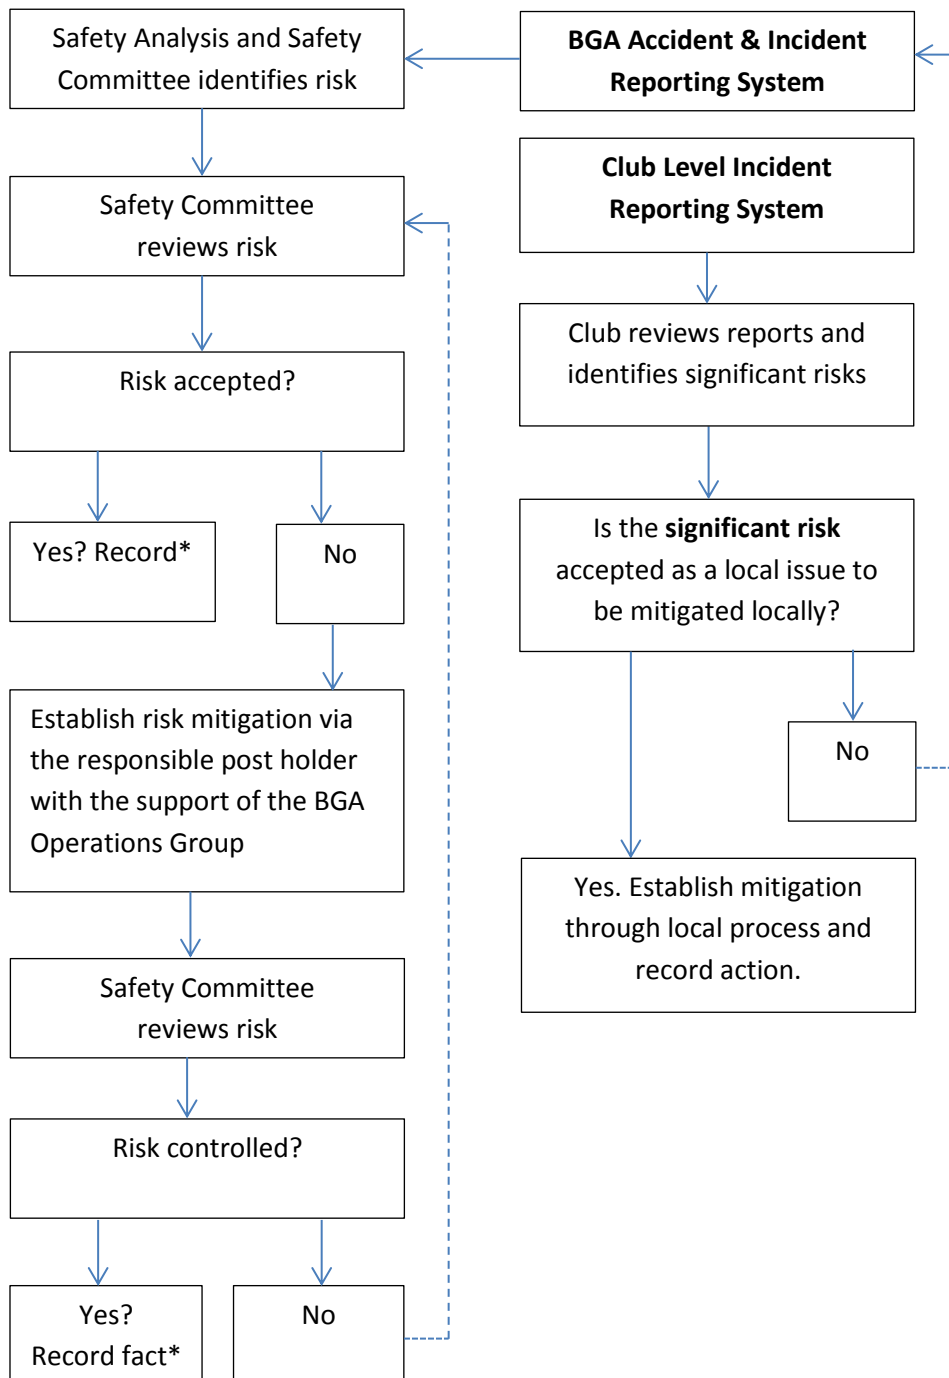 Safety Analysis and Safety
Committee identifies risk
BGA Accident & Incident
Reporting System
Club Level Incident
Reporting System
Safety Committee
reviews risk
Club reviews reports and
identifies significant risks
Risk accepted?
Is the significant risk
accepted as a local issue to
be mitigated locally?
Yes? Record*
No
Establish risk mitigation via
the responsible post holder
with the support of the BGA
Operations Group
No
Yes. Establish mitigation
through local process and
record action.
Safety Committee
reviews risk
Risk controlled?
Yes?
Record fact*
No